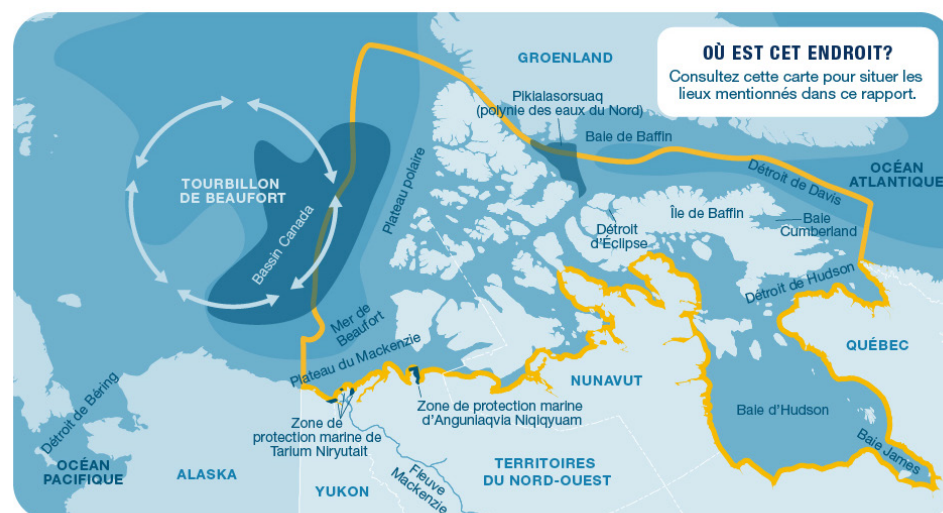 OÙ EST CET ENDROIT?
Consultez cette carte pour situer les
lieux mentionnés dans ce rapport.
GROENLAND
Pikialasorsuaq
(polynie des eaux du Nord)
Baie de Baffin
Détroit de Davis
OCÉAN
ATLANTIQUE
TOURBILLON
DE BEAUFORT
Bassin Canada
Plateau polaire
Détroit
d'Éclipse
Île de Baffin
Baie
Cumberland
Détroit de Hudson
Mer de
Beaufort
Plateau du Mackenzie
QUÉBEC
NUNAVUT
Détroit de Béring
Zone de
protection marine de
Tarium Niryutait
Zone de protection marine
d'Anguniaqvia Niqiqyuam
Baie d'Hudson
Baie James
OCÉAN
PACIFIQUE
ALASKA
YUKON
Fleuve
Mackenzie
TERRITOIRES
DU NORD-OUEST